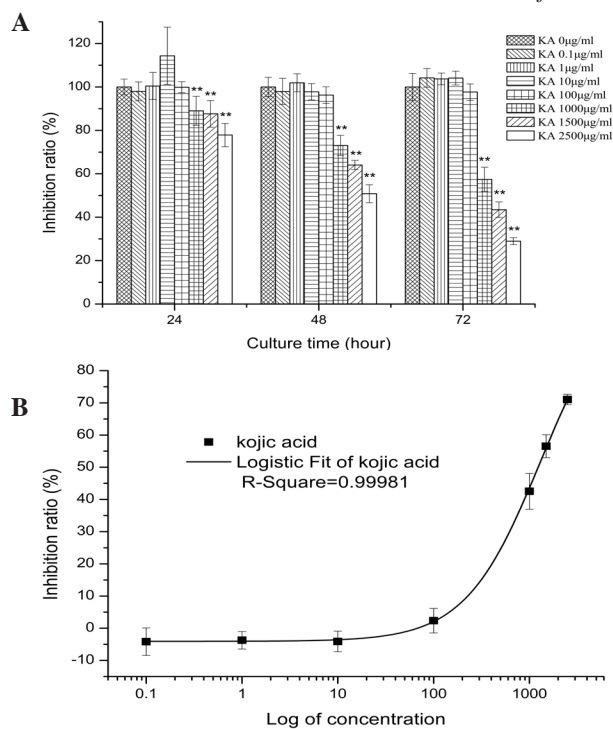 A
KA 0μg/ml
KA 0.1μg/ml
KA 1μg/ml
KA 10μg/ml
KA 100μg/ml
KA 1000μg/ml
KA 1500μg/ml
KA 2500μg/ml
Inhibition ratio (%)
120
100
80
60
40
20
0
** ** **
** ** **
** ** **
24 48 72
Culture time (hour)
B
Inhibition ratio (%)
80
70
60
50
40
30
20
10
0
-10
kojic acid
Logistic Fit of kojic acid
R-Square=0.99981
0.1 1 10 100 1000
Log of concentration